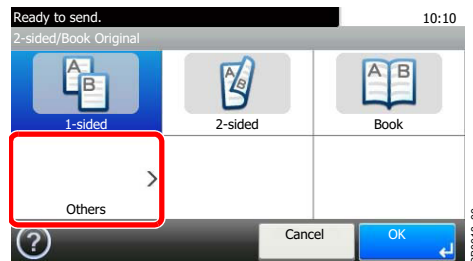 Ready to send. 10:10
2-sided/Book Original
A B
A B
A B
1-sided 2-sided Book
Others
? Cancel OK